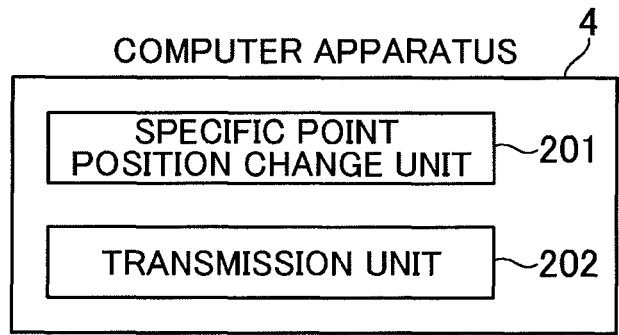 4
COMPUTER APPARATUS
SPECIFIC POINT
POSITION CHANGE UNIT
201
TRANSMISSION UNIT
202